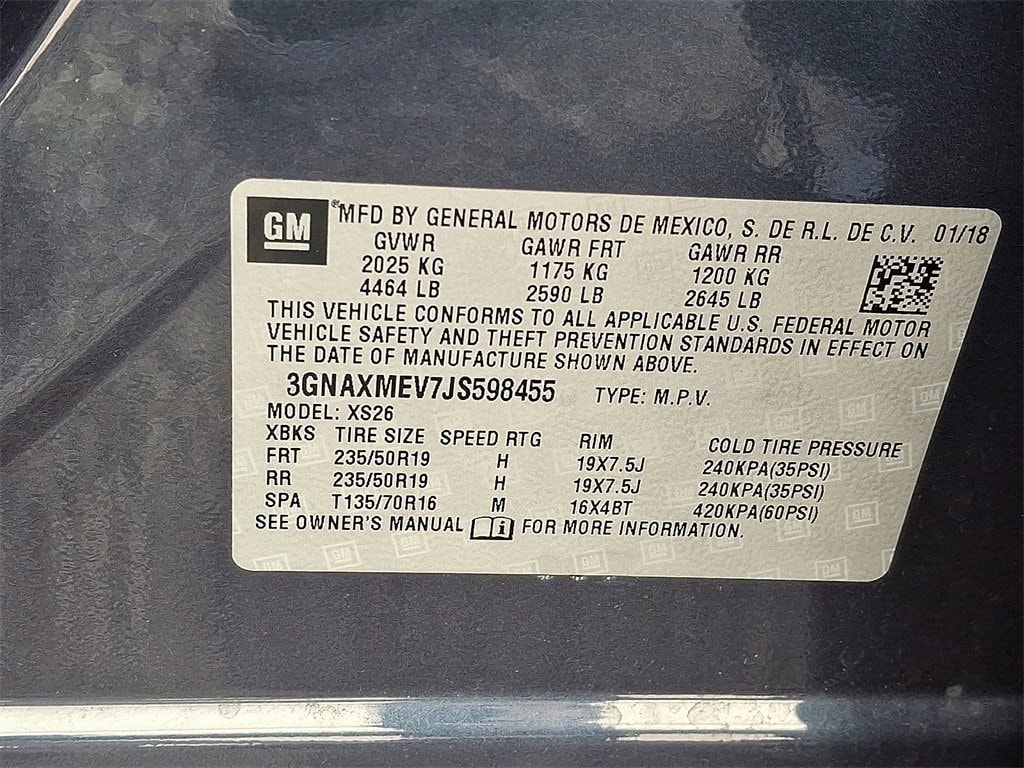 GM ® MFD BY GENERAL MOTORS DE MEXICO, S. DE R.L. DE C.V. 01/18
GVWR GAWR FRT GAWR RR
2025 KG 1175 KG 1200 KG
4464 LB 2590 LB 2645 LB
THIS VEHICLE CONFORMS TO ALL APPLICABLE U.S. FEDERAL MOTOR
VEHICLE SAFETY AND THEFT PREVENTION STANDARDS IN EFFECT ON
THE DATE OF MANUFACTURE SHOWN ABOVE.
3GNAXMEV7JS598455 TYPE: M.P.V.
MODEL: XS26
XBKS TIRE SIZE SPEED RTG RIM COLD TIRE PRESSURE
FRT 235/50R19 H 19X7.5J 240KPA(35PSI)
RR 235/50R19 H 19X7.5J 240KPA(35PSI)
SPA T135/70R16 M 16X4BT 420KPA(60PSI)
SEE OWNER'S MANUAL i FOR MORE INFORMATION.